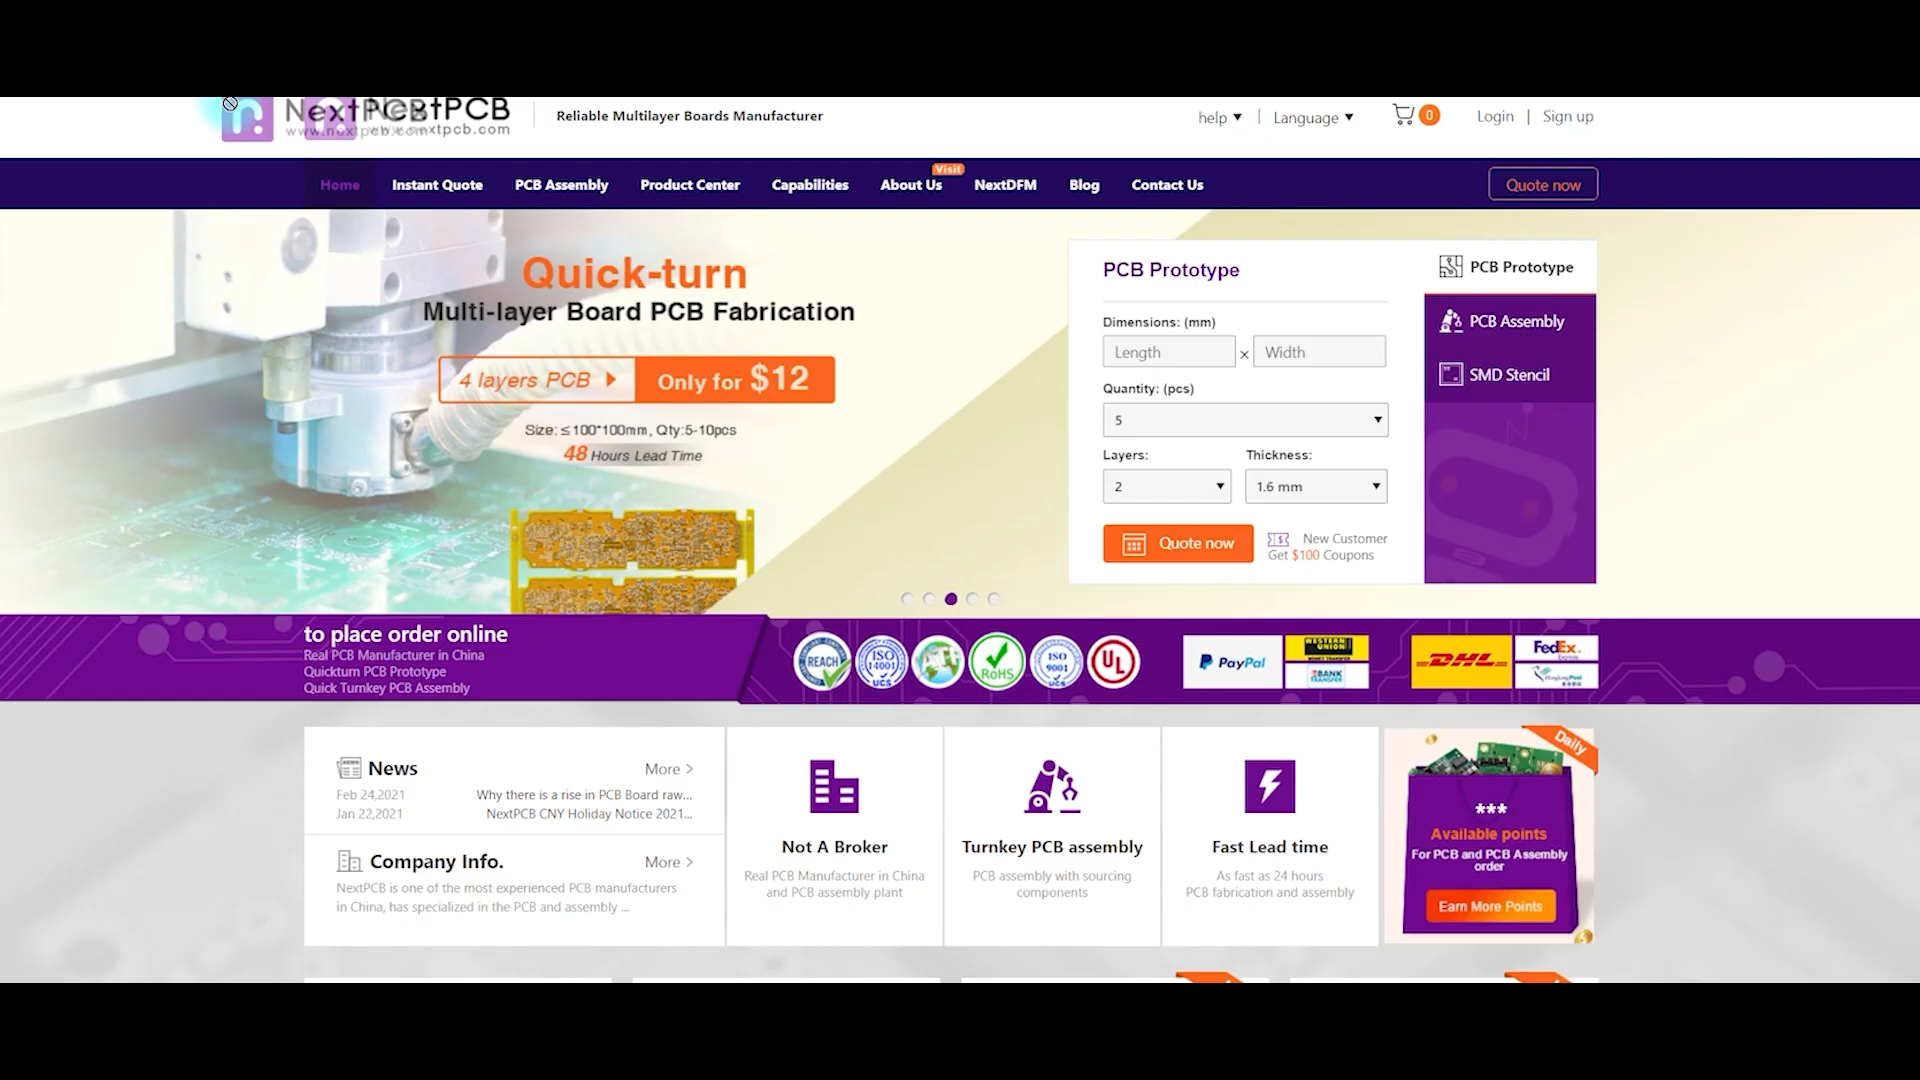 NextPCB
www.nextpcb.com
Reliable Multilayer Boards Manufacturer
help
Language
0
Login | Sign up
Home
Instant Quote
PCB Assembly
Product Center
Capabilities
About Us
Visit
NextDFM
Blog
Contact Us
Quote now
Quick-turn
Multi-layer Board PCB Fabrication
4 layers PCB
Only for $12
Size: ≤100*100mm, Qty:5-10pcs
48 Hours Lead Time
PCB Prototype
Dimensions: (mm)
Length × Width
Quantity: (pcs)
5
Layers: Thickness:
2 1.6 mm
Quote now
New Customer
Get $100 Coupons
PCB Prototype
PCB Assembly
SMD Stencil
to place order online
Real PCB Manufacturer in China
Quickturn PCB Prototype
Quick Turnkey PCB Assembly
REACH
ISO
14001
UCS
IATF
RoHS
ISO
9001
UCS
UL
PayPal
WESTERN
UNION
MONEY TRANSFER
BANK
TRANSFER
DHL
FedEx
Express
HongkongPost
News
More >
Feb 24,2021 Why there is a rise in PCB Board raw...
Jan 22,2021 NextPCB CNY Holiday Notice 2021...
Company Info.
More >
NextPCB is one of the most experienced PCB manufacturers
in China, has specialized in the PCB and assembly ...
Not A Broker
Real PCB Manufacturer in China
and PCB assembly plant
Turnkey PCB assembly
PCB assembly with sourcing
components
Fast Lead time
As fast as 24 hours
PCB fabrication and assembly
Daily
***
Available points
For PCB and PCB Assembly
order
Earn More Points